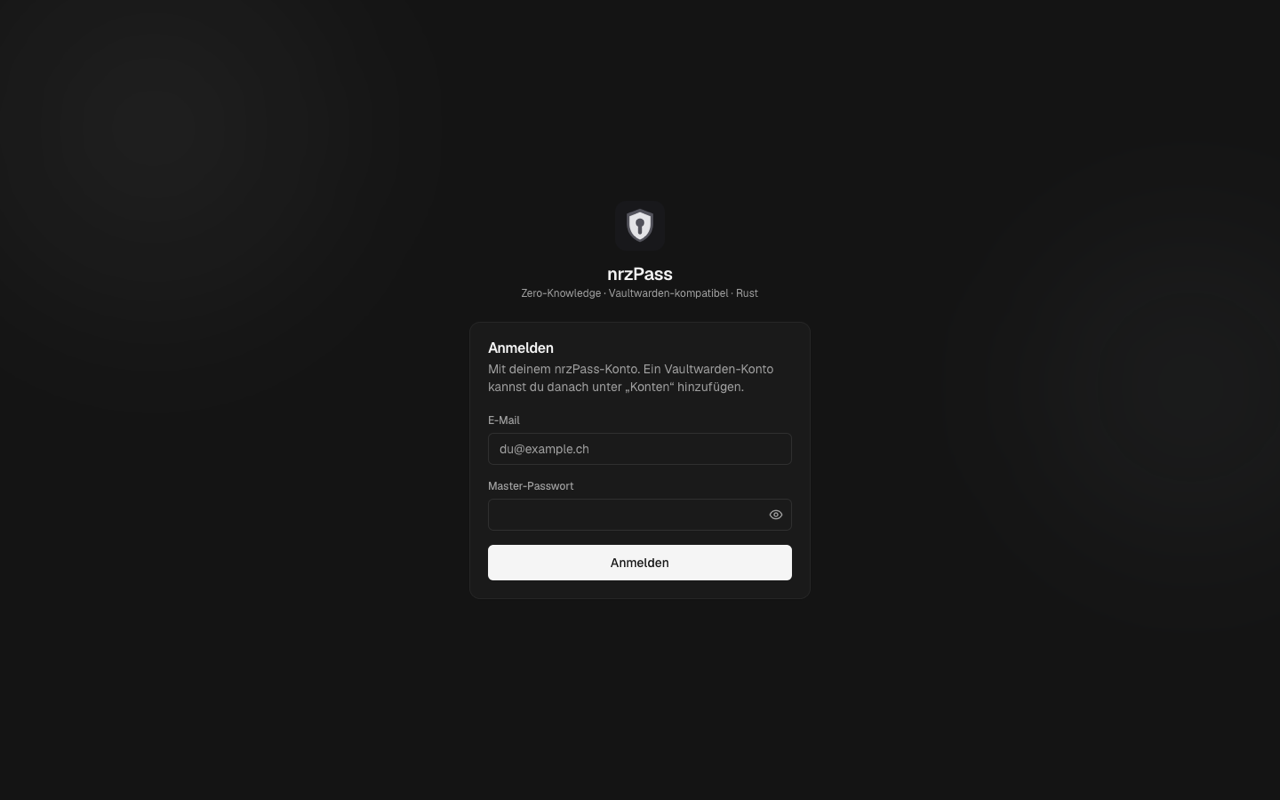 nrzPass
Zero-Knowledge · Vaultwarden-kompatibel · Rust
Anmelden
Mit deinem nrzPass-Konto. Ein Vaultwarden-Konto
kannst du danach unter „Konten“ hinzufügen.
E-Mail
du@example.ch
Master-Passwort
Anmelden